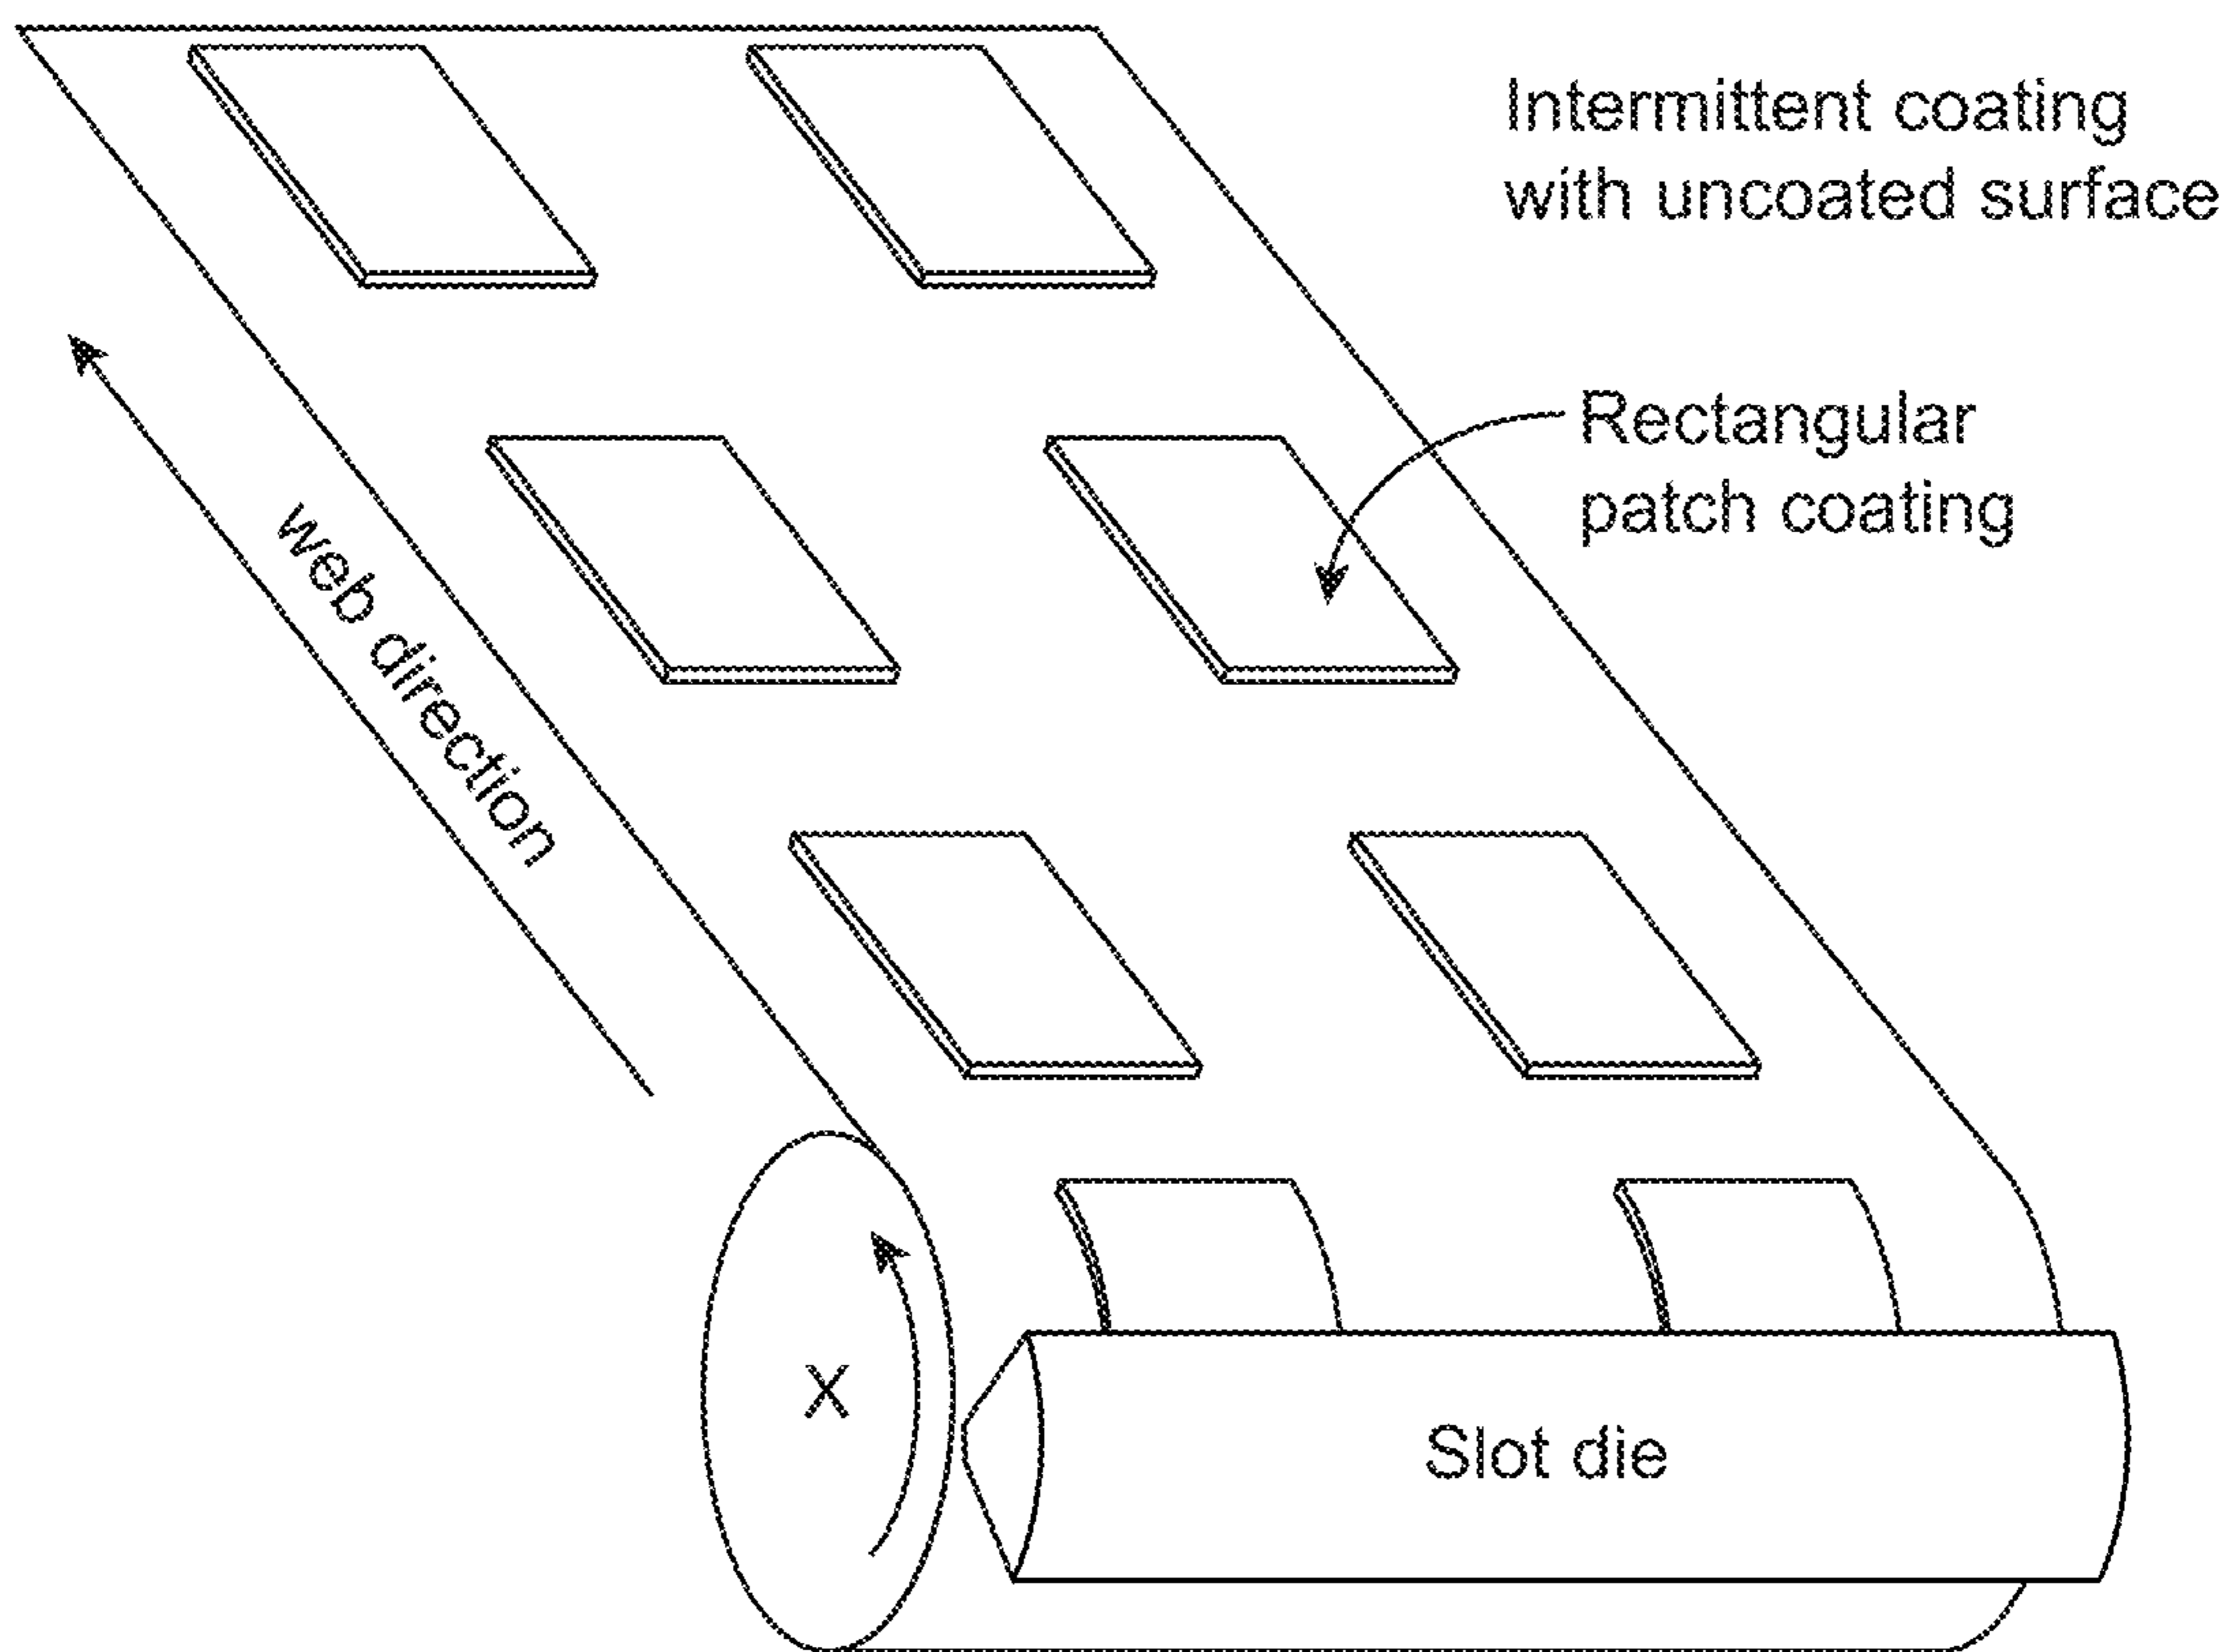 Intermittent coating
with uncoated surface
Rectangular
patch coating
web direction
X
Slot die